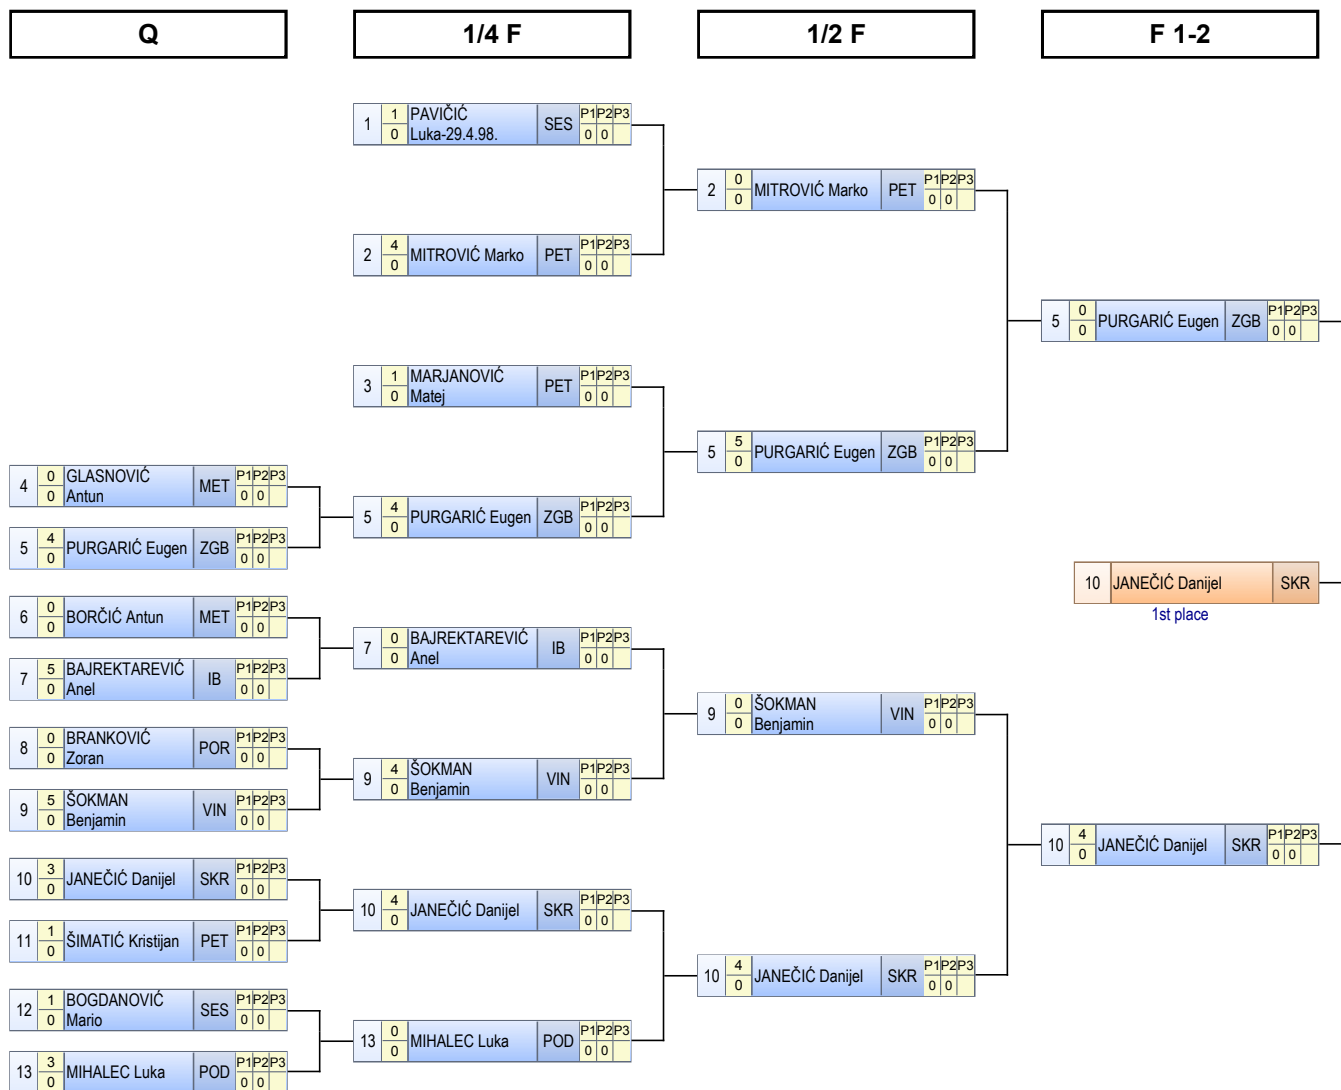 Q
1/4 F
1/2 F
F 1-2
1 1 0 PAVIČIĆ Luka-29.4.98. SES P1 P2 P3 0 0
2 0 0 MITROVIĆ Marko PET P1 P2 P3 0 0
2 4 0 MITROVIĆ Marko PET P1 P2 P3 0 0
5 0 0 PURGARIĆ Eugen ZGB P1 P2 P3 0 0
3 1 0 MARJANOVIĆ Matej PET P1 P2 P3 0 0
5 5 0 PURGARIĆ Eugen ZGB P1 P2 P3 0 0
4 0 0 GLASNOVIĆ Antun MET P1 P2 P3 0 0
5 4 0 PURGARIĆ Eugen ZGB P1 P2 P3 0 0
5 4 0 PURGARIĆ Eugen ZGB P1 P2 P3 0 0
10 JANEČIĆ Danijel SKR
1st place
6 0 0 BORČIĆ Antun MET P1 P2 P3 0 0
7 0 0 BAJREKTAREVIĆ Anel IB P1 P2 P3 0 0
7 5 0 BAJREKTAREVIĆ Anel IB P1 P2 P3 0 0
9 0 0 ŠOKMAN Benjamin VIN P1 P2 P3 0 0
8 0 0 BRANKOVIĆ Zoran POR P1 P2 P3 0 0
9 4 0 ŠOKMAN Benjamin VIN P1 P2 P3 0 0
9 5 0 ŠOKMAN Benjamin VIN P1 P2 P3 0 0
10 4 0 JANEČIĆ Danijel SKR P1 P2 P3 0 0
10 3 0 JANEČIĆ Danijel SKR P1 P2 P3 0 0
10 4 0 JANEČIĆ Danijel SKR P1 P2 P3 0 0
11 1 0 ŠIMATIĆ Kristijan PET P1 P2 P3 0 0
10 4 0 JANEČIĆ Danijel SKR P1 P2 P3 0 0
12 1 0 BOGDANOVIĆ Mario SES P1 P2 P3 0 0
13 0 0 MIHALEC Luka POD P1 P2 P3 0 0
13 3 0 MIHALEC Luka POD P1 P2 P3 0 0